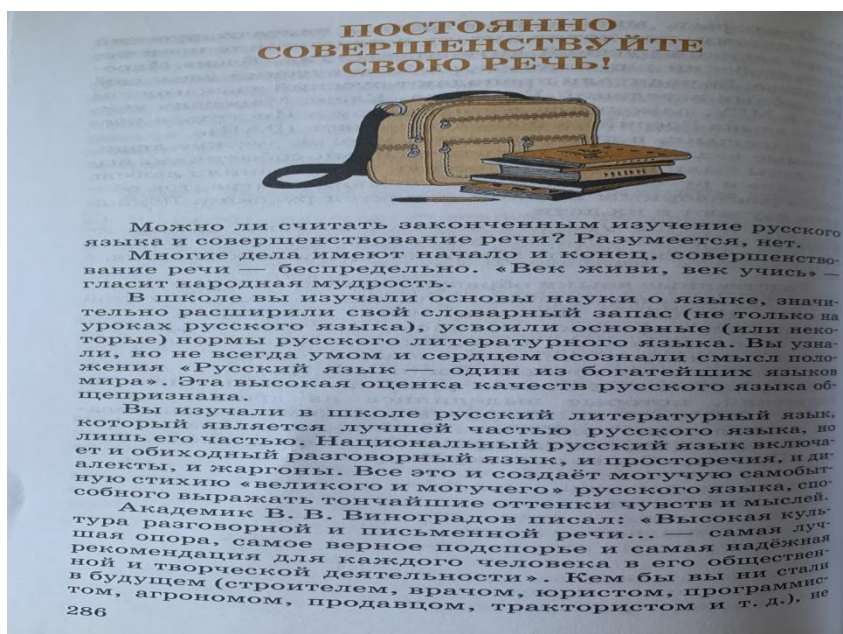 ПОСТОЯННО
СОВЕРШЕНСТВУЙТЕ
СВОЮ РЕЧЬ!
Можно ли считать законченным изучение русского
языка и совершенствование речи? Разумеется, нет.
Многие дела имеют начало и конец, совершенство-
вание речи — беспредельно. «Век живи, век учись» —
гласит народная мудрость.
В школе вы изучали основы науки о языке, значи-
тельно расширили свой словарный запас (не только на
уроках русского языка), усвоили основные (или неко-
торые) нормы русского литературного языка. Вы узна-
ли, но не всегда умом и сердцем осознали смысл поло-
жения «Русский язык — один из богатейших языков
мира». Эта высокая оценка качеств русского языка об-
щепризнана.
Вы изучали в школе русский литературный язык,
который является лучшей частью русского языка, но
лишь его частью. Национальный русский язык включа-
ет и обиходный разговорный язык, и просторечия, и ди-
алекты, и жаргоны. Все это и создаёт могучую самобыт-
ную стихию «великого и могучего» русского языка, спо-
собного выражать тончайшие оттенки чувств и мыслей.
Академик В. В. Виноградов писал: «Высокая куль-
тура разговорной и письменной речи... — самая луч-
шая опора, самое верное подспорье и самая надёжная
рекомендация для каждого человека в его обществен-
ной и творческой деятельности». Кем бы вы ни стали
в будущем (строителем, врачом, юристом, программис-
том, агрономом, продавцом, трактористом и т. д.), не
286